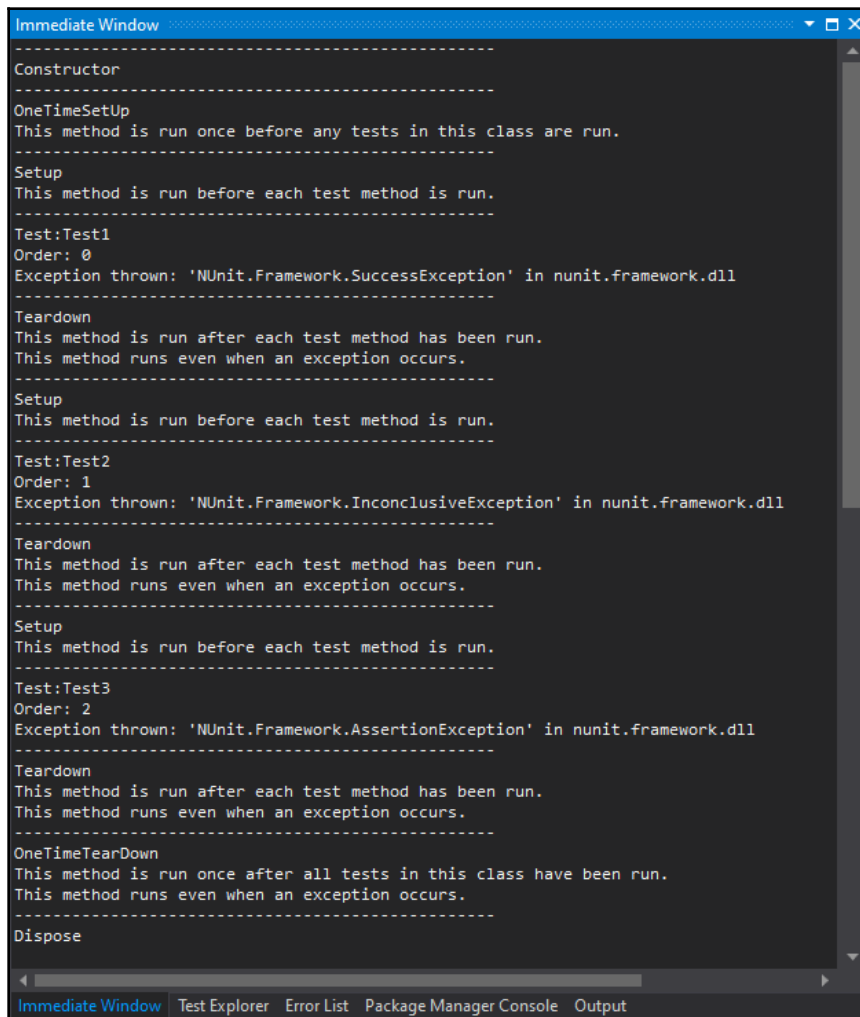 Immediate Window
--------------------------------------------------
Constructor
--------------------------------------------------
OneTimeSetUp
This method is run once before any tests in this class are run.
--------------------------------------------------
Setup
This method is run before each test method is run.
--------------------------------------------------
Test:Test1
Order: 0
Exception thrown: 'NUnit.Framework.SuccessException' in nunit.framework.dll
--------------------------------------------------
Teardown
This method is run after each test method has been run.
This method runs even when an exception occurs.
--------------------------------------------------
Setup
This method is run before each test method is run.
--------------------------------------------------
Test:Test2
Order: 1
Exception thrown: 'NUnit.Framework.InconclusiveException' in nunit.framework.dll
--------------------------------------------------
Teardown
This method is run after each test method has been run.
This method runs even when an exception occurs.
--------------------------------------------------
Setup
This method is run before each test method is run.
--------------------------------------------------
Test:Test3
Order: 2
Exception thrown: 'NUnit.Framework.AssertionException' in nunit.framework.dll
--------------------------------------------------
Teardown
This method is run after each test method has been run.
This method runs even when an exception occurs.
--------------------------------------------------
OneTimeTearDown
This method is run once after all tests in this class have been run.
This method runs even when an exception occurs.
--------------------------------------------------
Dispose
Immediate Window Test Explorer Error List Package Manager Console Output